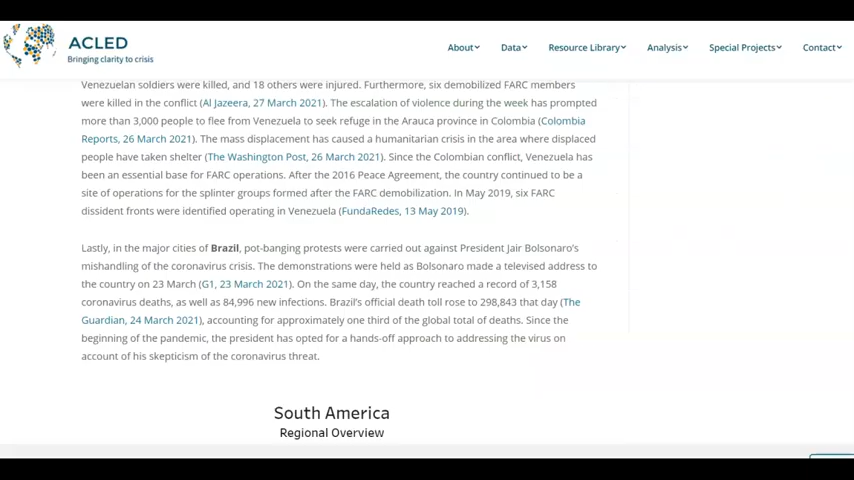 ACLED
Bringing clarity to crisis
About Data Resource Library Analysis Special Projects Contact
Venezuelan soldiers were killed, and 18 others were injured. Furthermore, six demobilized FARC members
were killed in the conflict (Al Jazeera, 27 March 2021). The escalation of violence during the week has prompted
more than 3,000 people to flee from Venezuela to seek refuge in the Arauca province in Colombia (Colombia
Reports, 26 March 2021). The mass displacement has caused a humanitarian crisis in the area where displaced
people have taken shelter (The Washington Post, 26 March 2021). Since the Colombian conflict, Venezuela has
been an essential base for FARC operations. After the 2016 Peace Agreement, the country continued to be a
site of operations for the splinter groups formed after the FARC demobilization. In May 2019, six FARC
dissident fronts were identified operating in Venezuela (FundaRedes, 13 May 2019).
Lastly, in the major cities of Brazil, pot-banging protests were carried out against President Jair Bolsonaro's
mishandling of the coronavirus crisis. The demonstrations were held as Bolsonaro made a televised address to
the country on 23 March (G1, 23 March 2021). On the same day, the country reached a record of 3,158
coronavirus deaths, as well as 84,996 new infections. Brazil's official death toll rose to 298,843 that day (The
Guardian, 24 March 2021), accounting for approximately one third of the global total of deaths. Since the
beginning of the pandemic, the president has opted for a hands-off approach to addressing the virus on
account of his skepticism of the coronavirus threat.
South America
Regional Overview